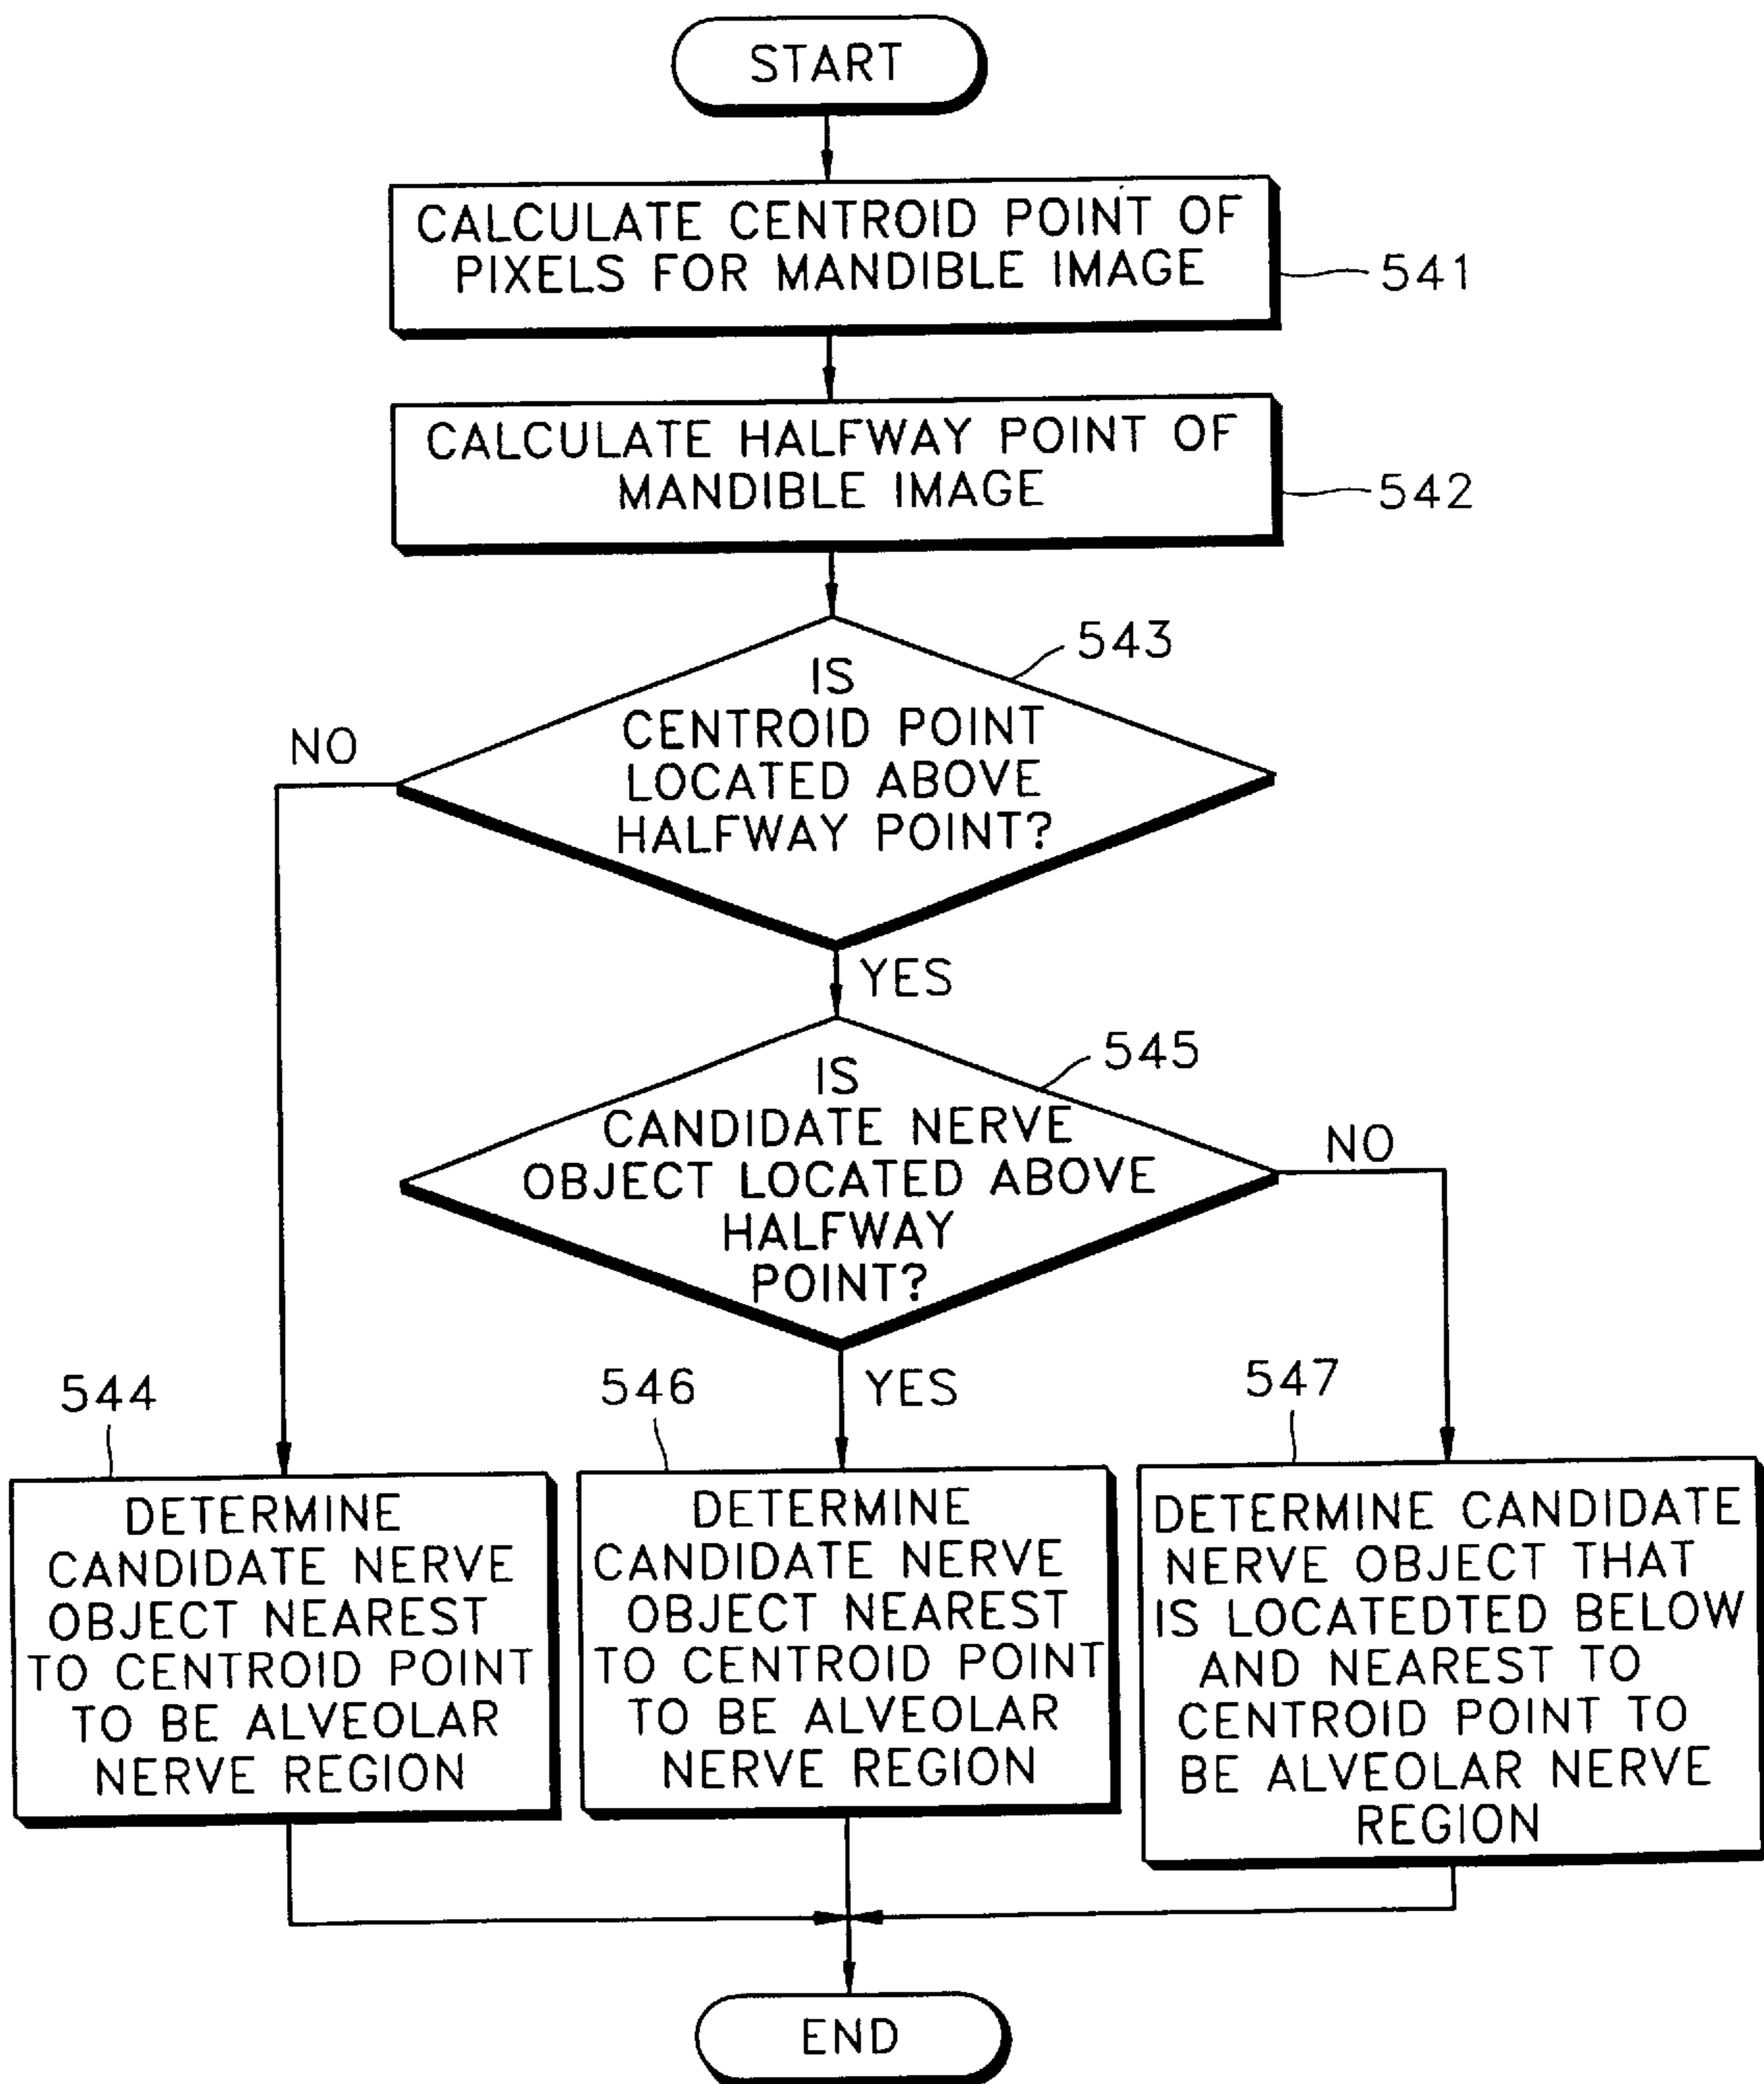 START
CALCULATE CENTROID POINT OF
PIXELS FOR MANDIBLE IMAGE
541
CALCULATE HALFWAY POINT OF
MANDIBLE IMAGE
542
543
IS
CENTROID POINT
LOCATED ABOVE
HALFWAY POINT?
NO
YES
545
IS
CANDIDATE NERVE
OBJECT LOCATED ABOVE
HALFWAY
POINT?
NO
YES
544
DETERMINE
CANDIDATE NERVE
OBJECT NEAREST
TO CENTROID POINT
TO BE ALVEOLAR
NERVE REGION
546
DETERMINE
CANDIDATE NERVE
OBJECT NEAREST
TO CENTROID POINT
TO BE ALVEOLAR
NERVE REGION
547
DETERMINE CANDIDATE
NERVE OBJECT THAT
IS LOCATEDTED BELOW
AND NEAREST TO
CENTROID POINT TO
BE ALVEOLAR NERVE
REGION
END